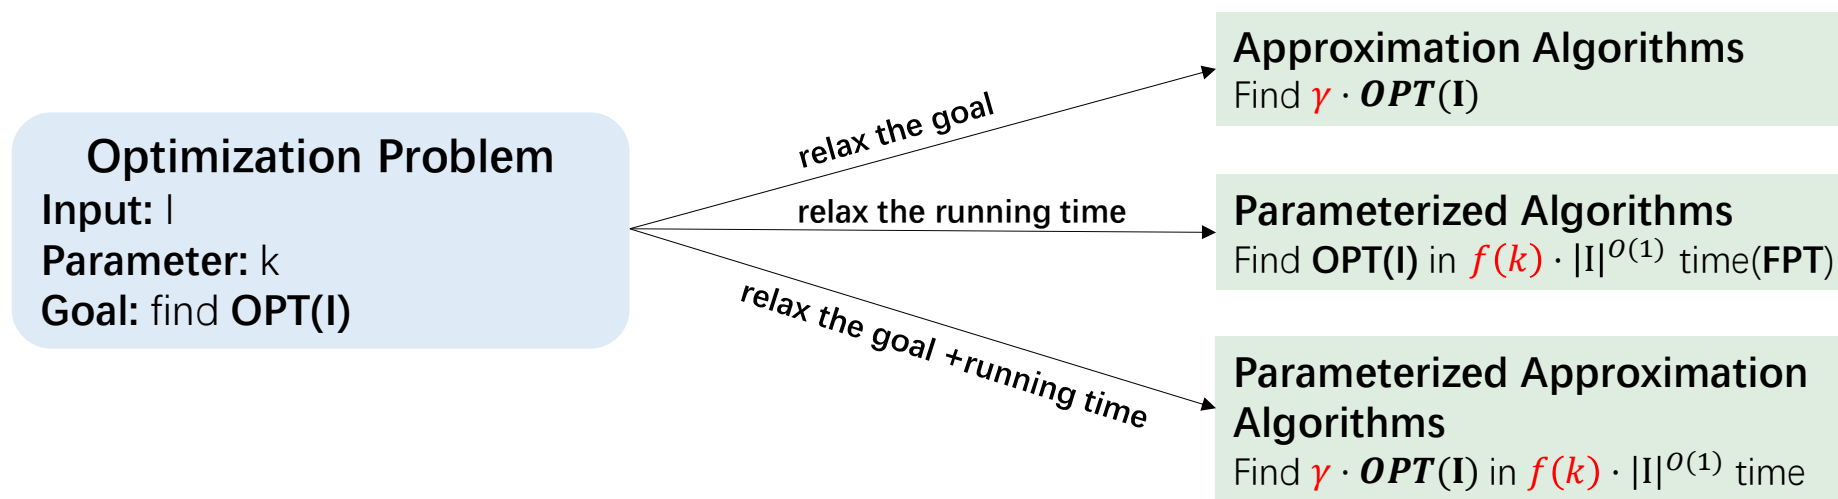 Optimization Problem
Input: I
Parameter: k
Goal: find OPT(I)
relax the goal
relax the running time
relax the goal +running time
Approximation Algorithms
Find γ · OPT(I)
Parameterized Algorithms
Find OPT(I) in f(k) · |I|^{O(1)} time(FPT)
Parameterized Approximation
Algorithms
Find γ · OPT(I) in f(k) · |I|^{O(1)} time